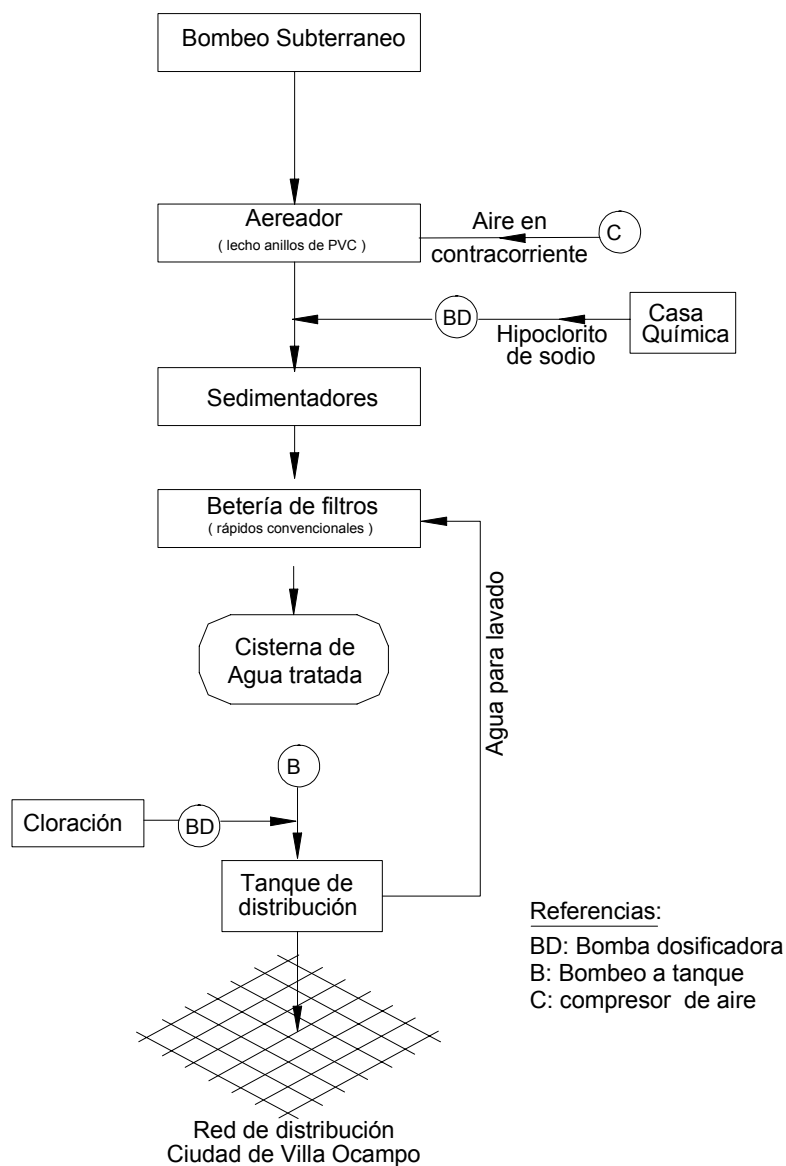 Bombeo Subterraneo
Aereador
( lecho anillos de PVC )
Aire en
contracorriente
C
BD
Hipoclorito
de sodio
Casa
Química
Sedimentadores
Betería de filtros
( rápidos convencionales )
Agua para lavado
Cisterna de
Agua tratada
B
Cloración
BD
Tanque de
distribución
Referencias:
BD: Bomba dosificadora
B: Bombeo a tanque
C: compresor de aire
Red de distribución
Ciudad de Villa Ocampo